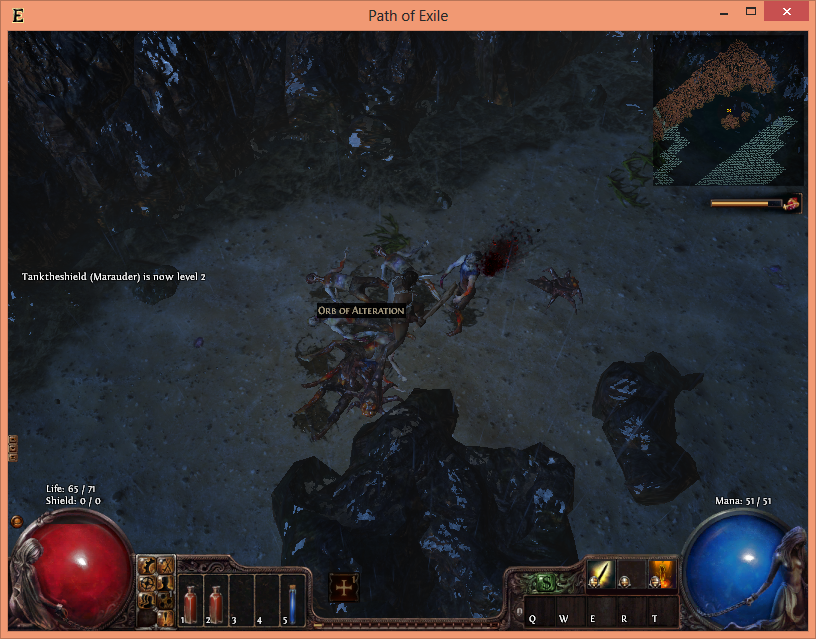 E
Path of Exile
Tanktheshield (Marauder) is now level 2
Orb of Alteration
Life: 65 / 71
Shield: 0 / 0
Mana: 51 / 51
1 2 3 4 5
S
Q W E R T